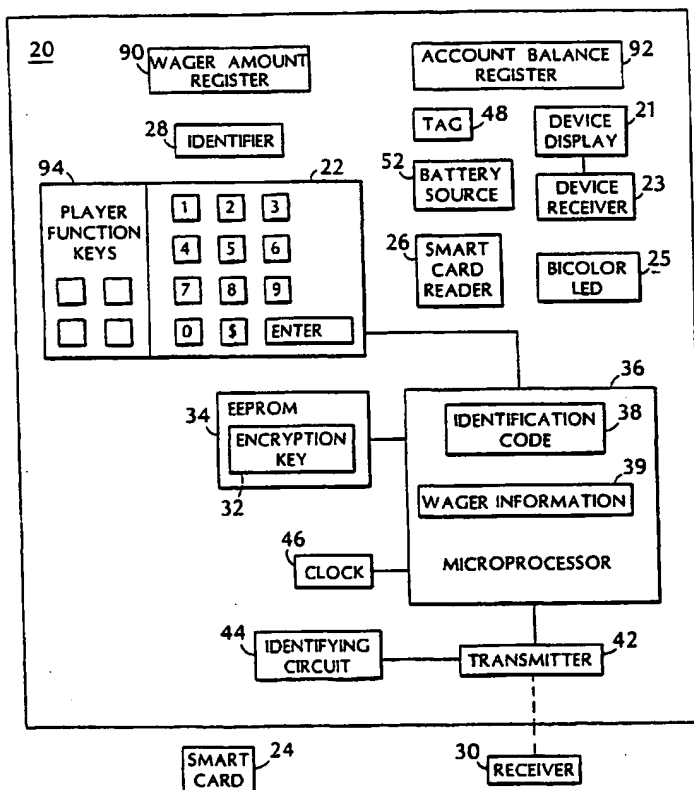 20
90
WAGER AMOUNT
REGISTER
ACCOUNT BALANCE
REGISTER
92
28
IDENTIFIER
TAG
48
21
DEVICE
DISPLAY
94
22
52
BATTERY
SOURCE
DEVICE
RECEIVER
23
PLAYER
FUNCTION
KEYS
1 2 3
4 5 6
7 8 9
0 $ ENTER
26
SMART
CARD
READER
25
BICOLOR
LED
36
34
EEPROM
ENCRYPTION
KEY
32
IDENTIFICATION
CODE
38
39
WAGER INFORMATION
46
CLOCK
MICROPROCESSOR
44
IDENTIFYING
CIRCUIT
42
TRANSMITTER
24
SMART
CARD
30
RECEIVER